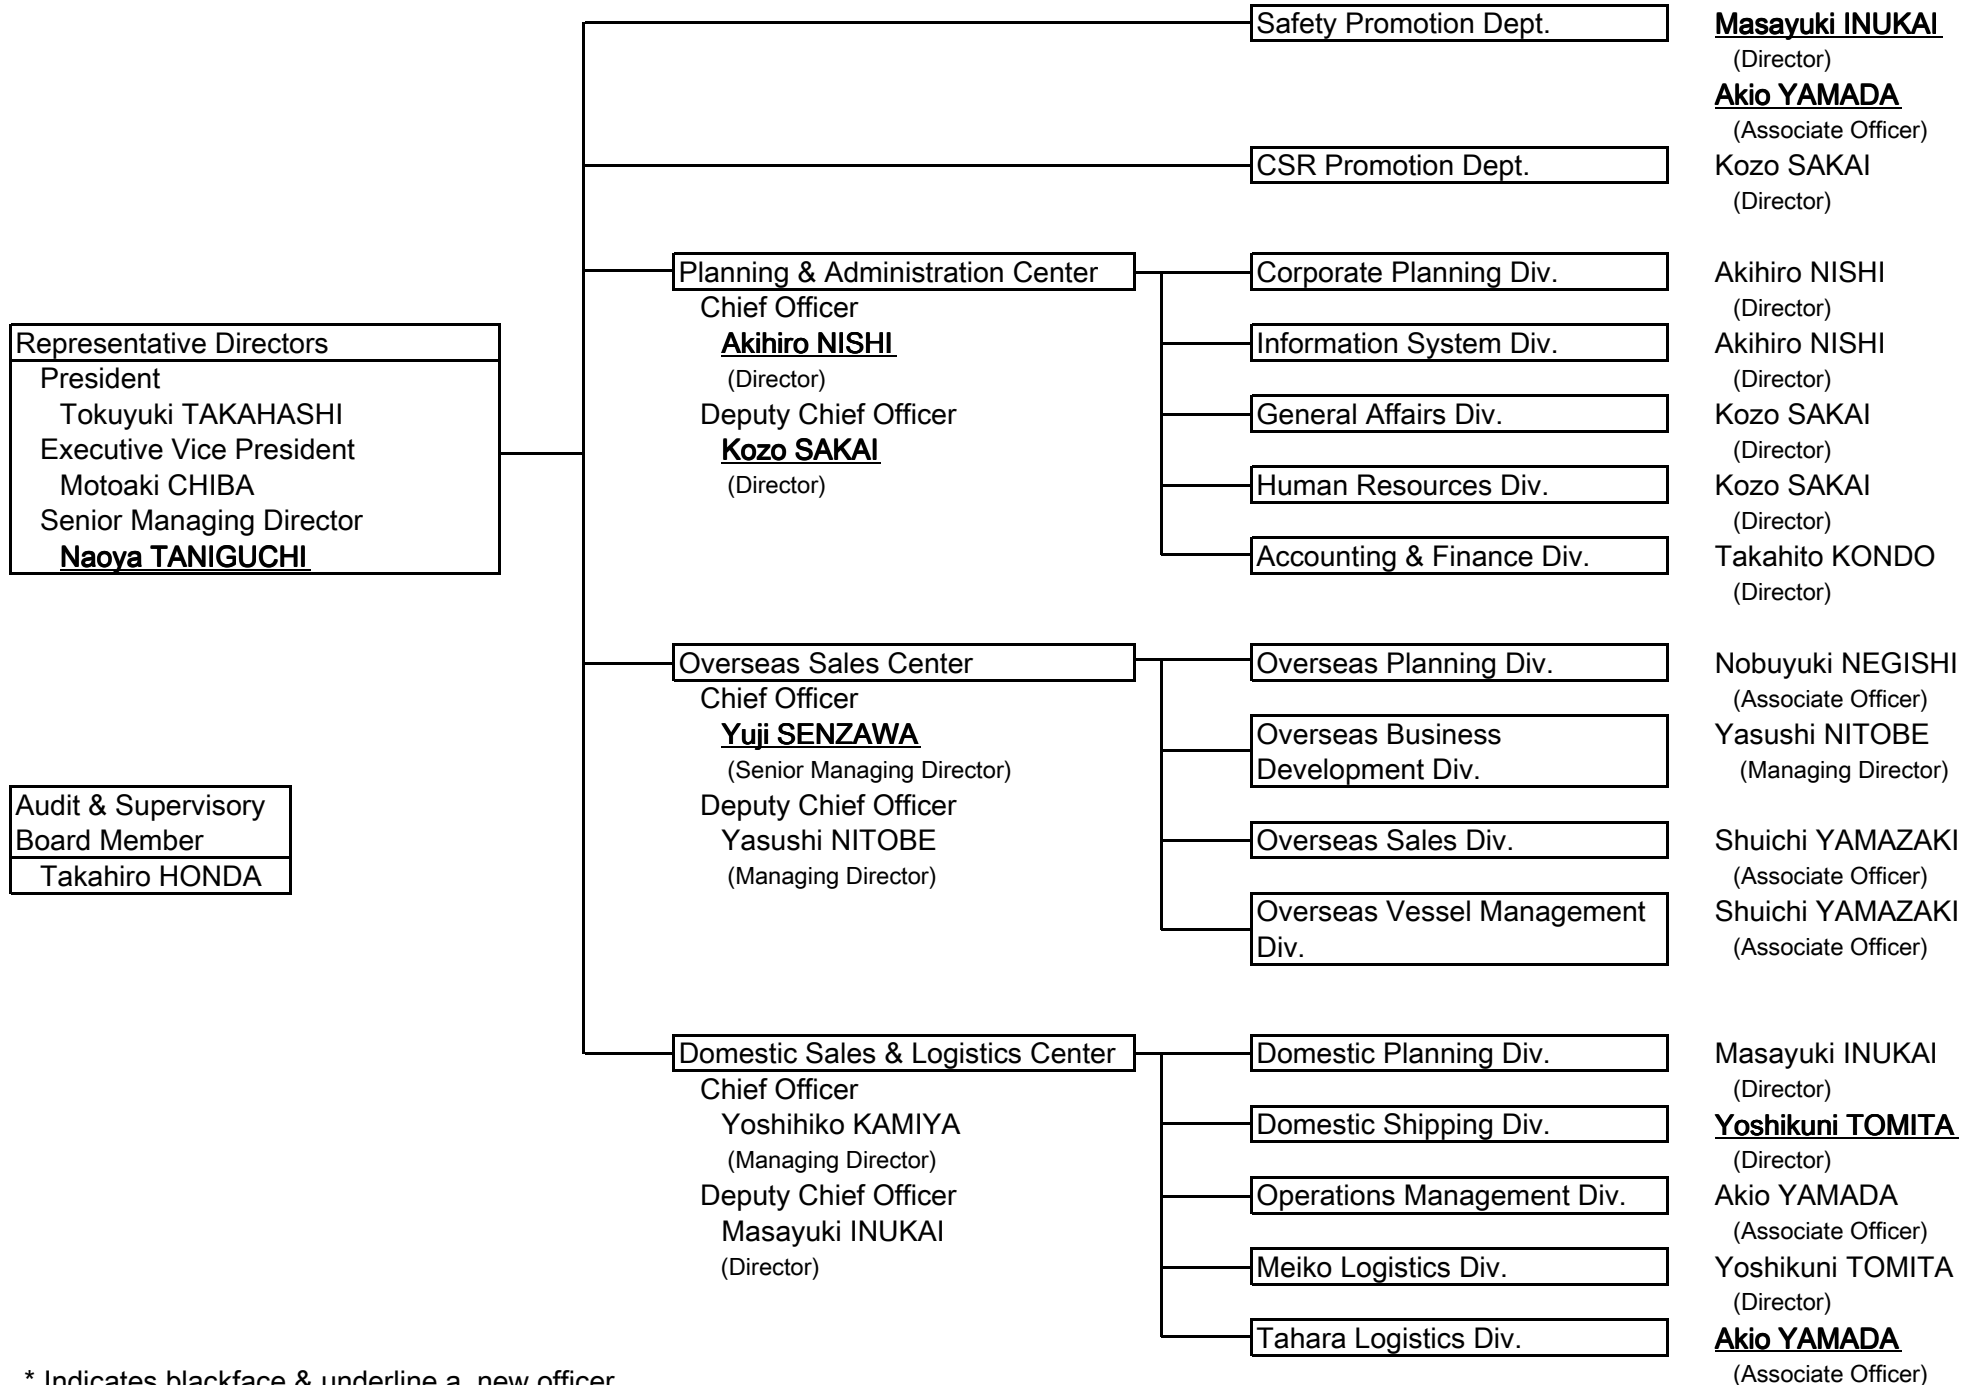 Representative Directors
President
Tokuyuki TAKAHASHI
Executive Vice President
Motoaki CHIBA
Senior Managing Director
Naoya TANIGUCHI
Audit & Supervisory
Board Member
Takahiro HONDA
Safety Promotion Dept.
Masayuki INUKAI
(Director)
Akio YAMADA
(Associate Officer)
CSR Promotion Dept.
Kozo SAKAI
(Director)
Planning & Administration Center
Chief Officer
Akihiro NISHI
(Director)
Deputy Chief Officer
Kozo SAKAI
(Director)
Corporate Planning Div.
Akihiro NISHI
(Director)
Information System Div.
Akihiro NISHI
(Director)
General Affairs Div.
Kozo SAKAI
(Director)
Human Resources Div.
Kozo SAKAI
(Director)
Accounting & Finance Div.
Takahito KONDO
(Director)
Overseas Sales Center
Chief Officer
Yuji SENZAWA
(Senior Managing Director)
Deputy Chief Officer
Yasushi NITOBE
(Managing Director)
Overseas Planning Div.
Nobuyuki NEGISHI
(Associate Officer)
Overseas Business
Development Div.
Yasushi NITOBE
(Managing Director)
Overseas Sales Div.
Shuichi YAMAZAKI
(Associate Officer)
Overseas Vessel Management
Div.
Shuichi YAMAZAKI
(Associate Officer)
Domestic Sales & Logistics Center
Chief Officer
Yoshihiko KAMIYA
(Managing Director)
Deputy Chief Officer
Masayuki INUKAI
(Director)
Domestic Planning Div.
Masayuki INUKAI
(Director)
Domestic Shipping Div.
Yoshikuni TOMITA
(Director)
Operations Management Div.
Akio YAMADA
(Associate Officer)
Meiko Logistics Div.
Yoshikuni TOMITA
(Director)
Tahara Logistics Div.
Akio YAMADA
(Associate Officer)
* Indicates blackface & underline a new officer